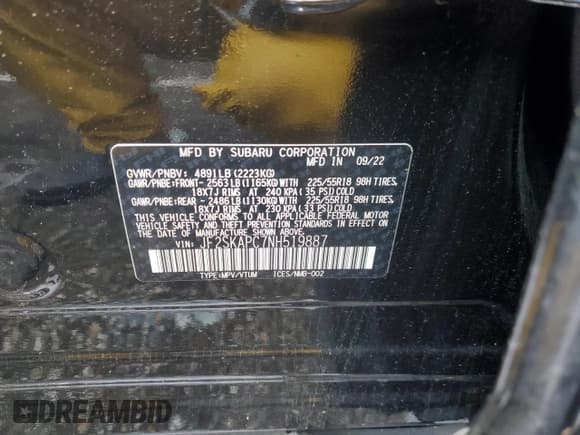 MFD BY SUBARU CORPORATION
MFD IN 09/22
GVWR/PNBV: 4891LB(2223KG)
GAWR/PNBE:FRONT- 2563LB(1165KG)WITH 225/55R18 98H TIRES,
18X7J RIMS AT 240 KPA(35 PSI)COLD
GAWR/PNBE:REAR - 2486LB(1130KG)WITH 225/55R18 98H TIRES,
18X7J RIMS AT 230 KPA(33 PSI)COLD
THIS VEHICLE CONFORMS TO ALL APPLICABLE FEDERAL MOTOR
VEHICLE SAFETY AND THEFT PREVENTION STANDARDS IN EFFECT
ON THE DATE OF MANUFACTURE SHOWN ABOVE.
VIN: JF2SKAPC7NH519887
TYPE:MPV/VTUM ICES/NMB-002
DREAMBID